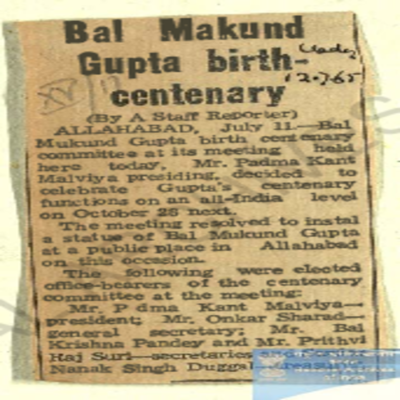 Bal Makund
Gupta birth-
centenary
12.7.65
(By A Staff Reporter)
ALLAHABAD, July 11.—Bal
Mukund Gupta birth centenary
committee at its meeting held
here today, Mr. Padma Kant
Malviya presiding, decided to
celebrate Gupta's centenary
functions on an all-India level
on October 28 next.
The meeting resolved to instal
a statue of Bal Mukund Gupta
at a public place in Allahabad
on this occasion.
The following were elected
office-bearers of the centenary
committee at the meeting:
Mr. P dma Kant Malviya—
president; Mr. Onkar Sharad—
general secretary; Mr. Bal
Krishna Pandey and Mr. Prithvi
Raj Suri—secretaries
Nanak Singh Duggal